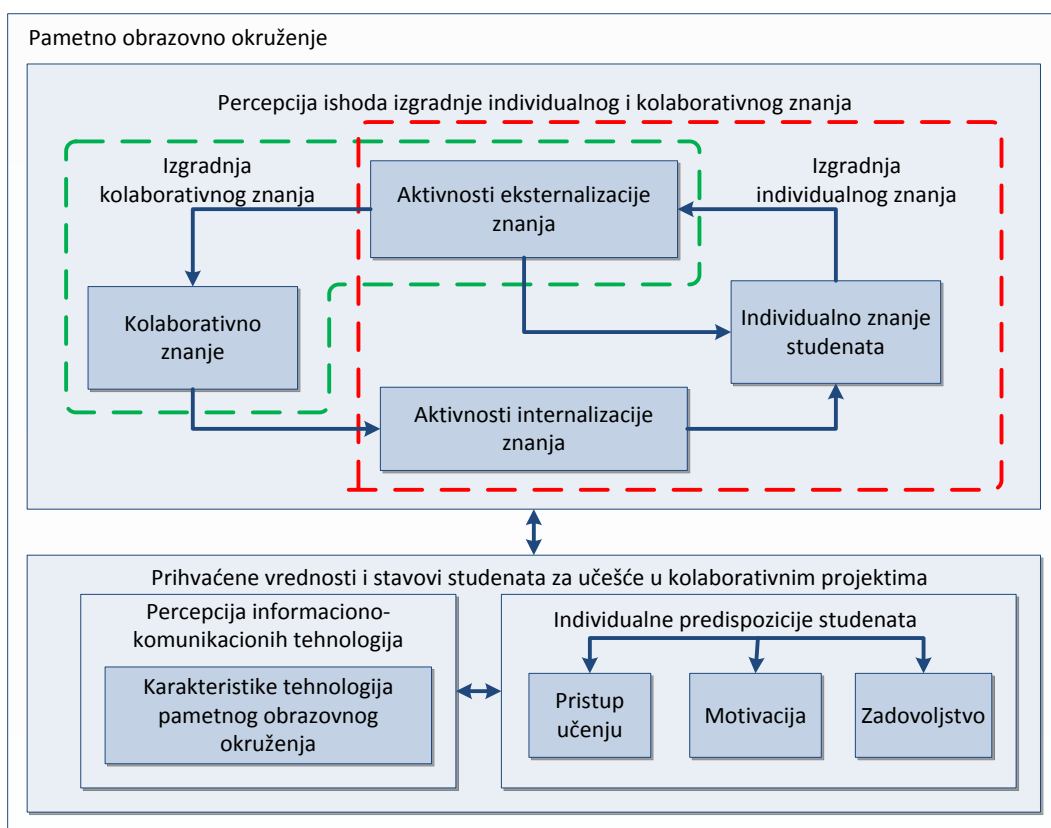 Pametno obrazovno okruženje
Percepcija ishoda izgradnje individualnog i kolaborativnog znanja
Izgradnja
kolaborativnog znanja
Aktivnosti eksternalizacije
znanja
Izgradnja
individualnog znanja
Kolaborativno
znanje
Individualno znanje
studenata
Aktivnosti internalizacije
znanja
Prihvaćene vrednosti i stavovi studenata za učešće u kolaborativnim projektima
Percepcija informaciono-
komunikacionih tehnologija
Karakteristike tehnologija
pametnog obrazovnog
okruženja
Individualne predispozicije studenata
Pristup
učenju
Motivacija
Zadovoljstvo